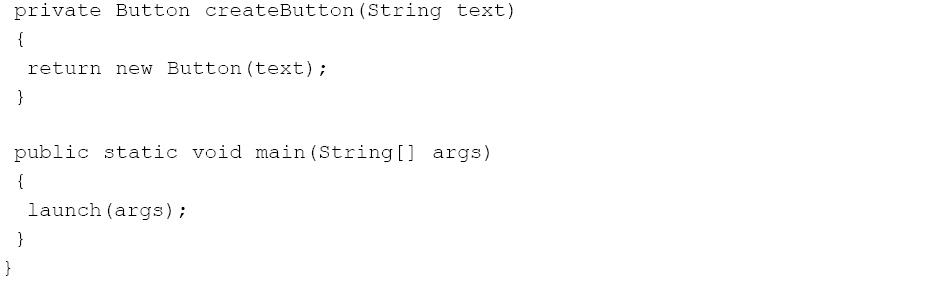 private Button createButton(String text)
{
return new Button(text);
}
public static void main(String[] args)
{
launch(args);
}
}